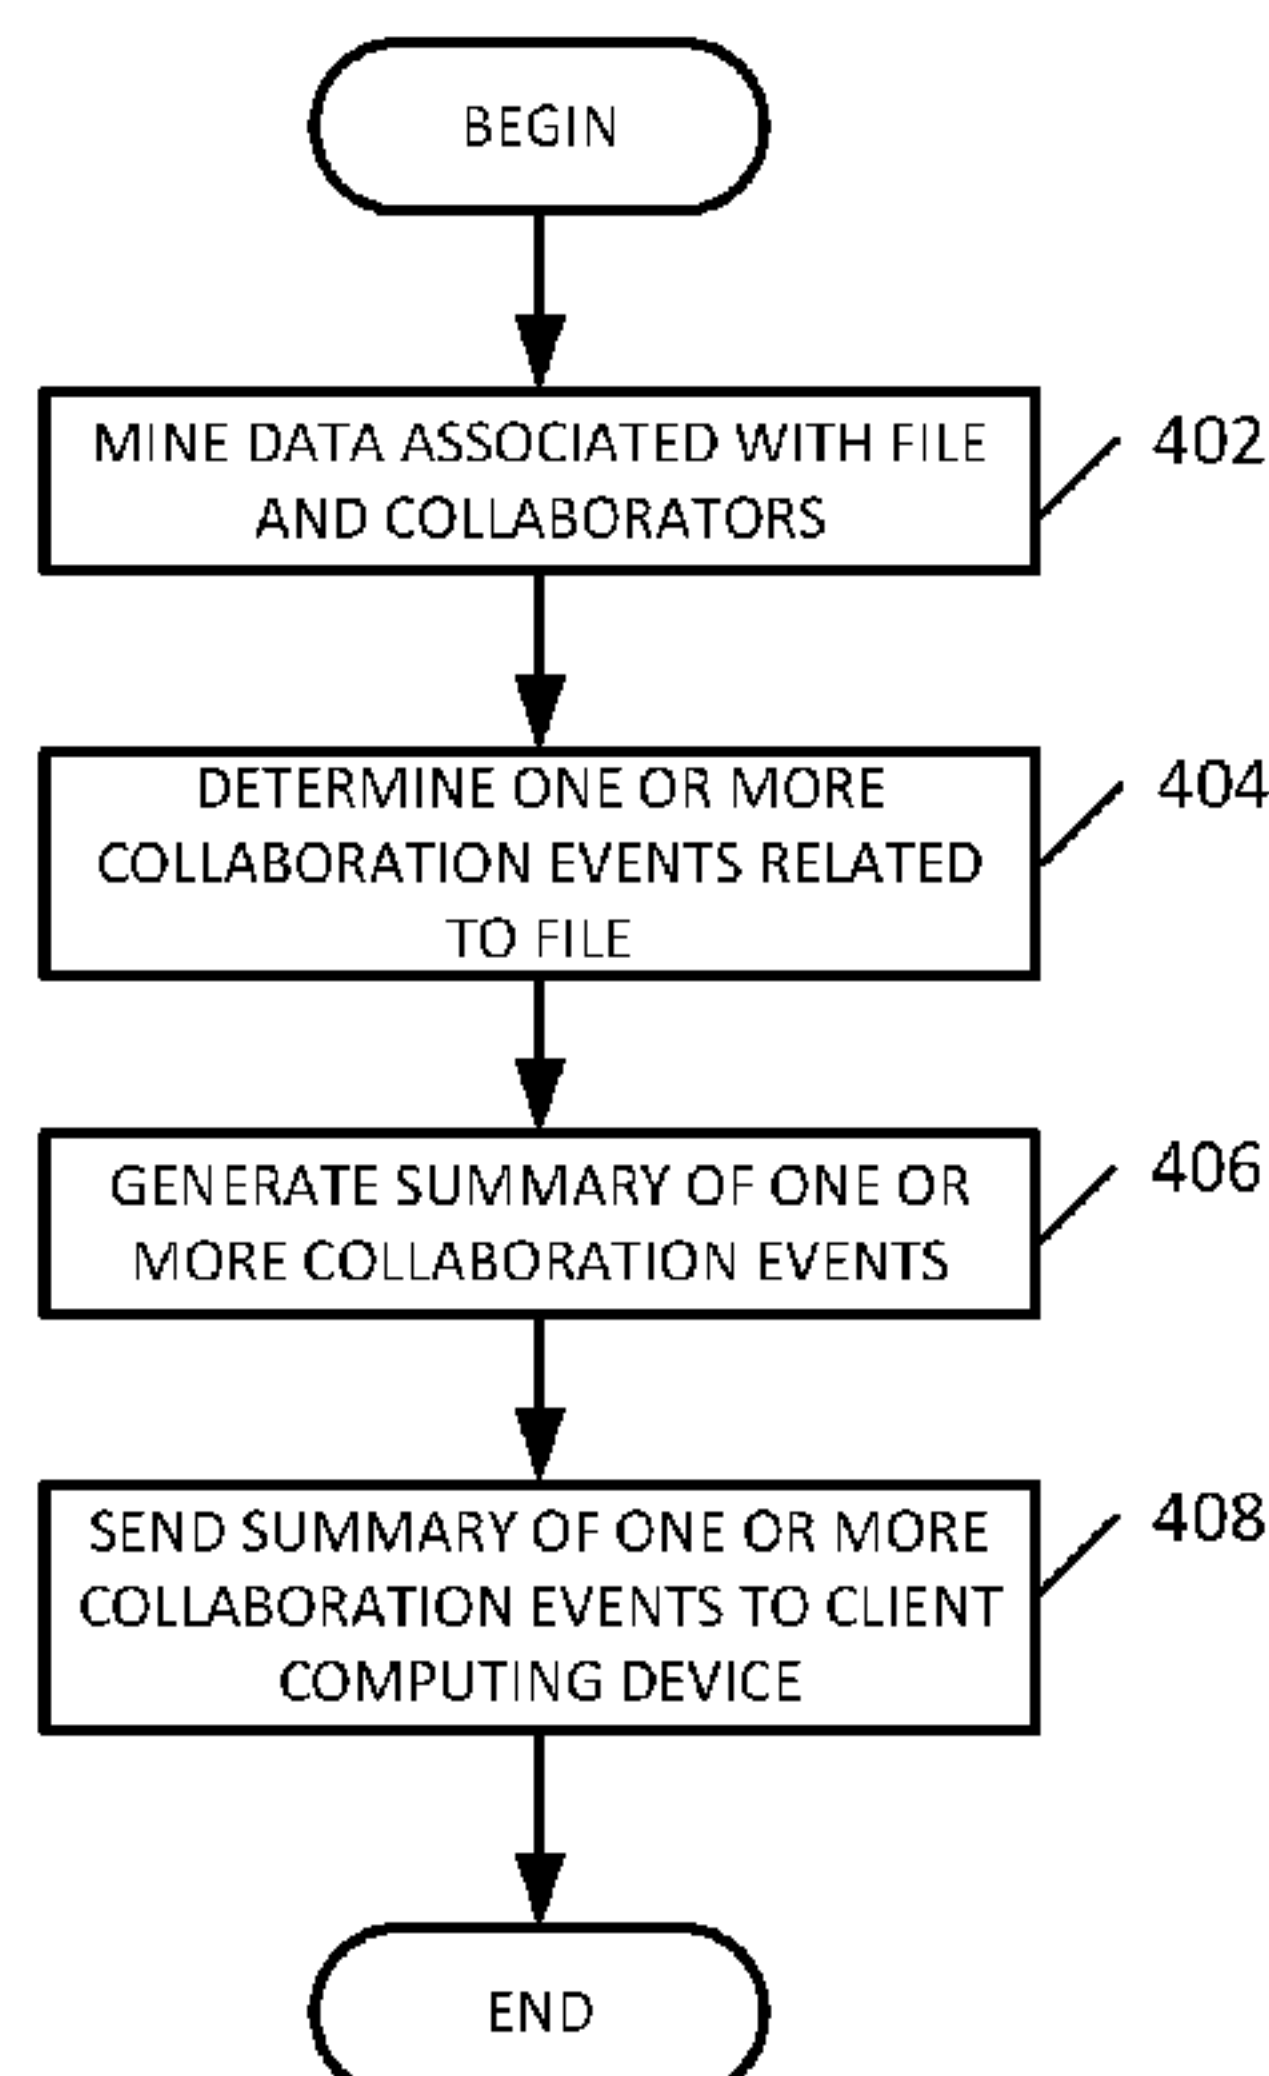 BEGIN
MINE DATA ASSOCIATED WITH FILE
AND COLLABORATORS
402
DETERMINE ONE OR MORE
COLLABORATION EVENTS RELATED
TO FILE
404
GENERATE SUMMARY OF ONE OR
MORE COLLABORATION EVENTS
406
SEND SUMMARY OF ONE OR MORE
COLLABORATION EVENTS TO CLIENT
COMPUTING DEVICE
408
END